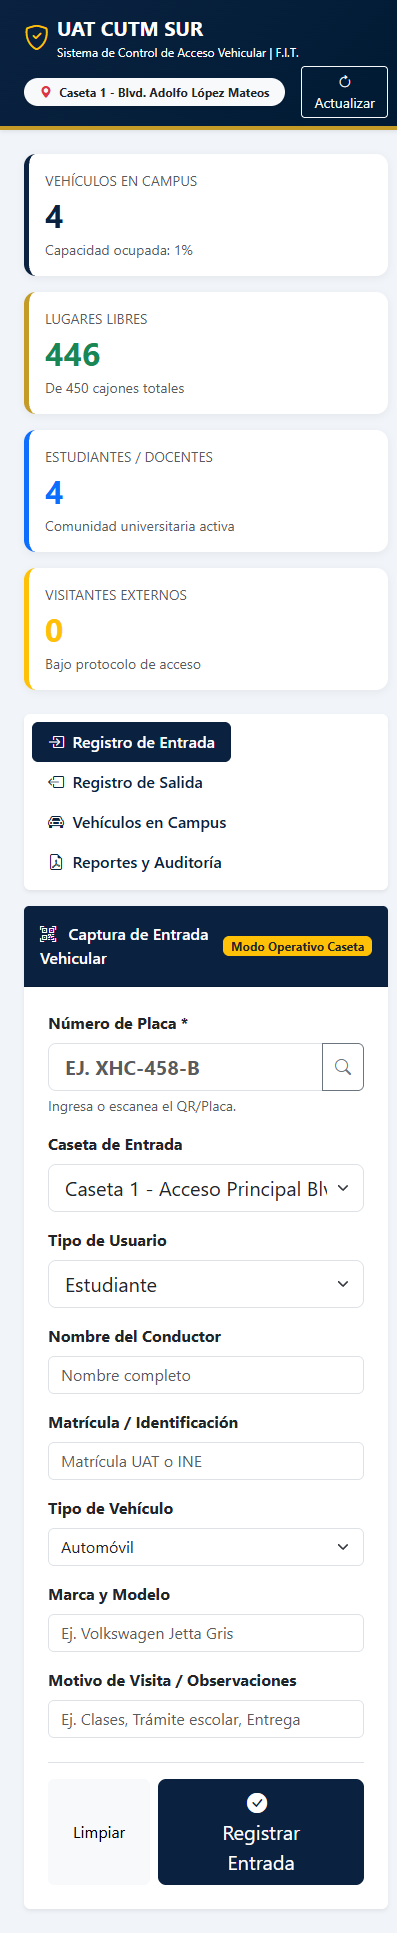 UAT CUTM SUR
Sistema de Control de Acceso Vehicular | F.I.T.
Caseta 1 - Blvd. Adolfo López Mateos
Actualizar
VEHÍCULOS EN CAMPUS
4
Capacidad ocupada: 1%
LUGARES LIBRES
446
De 450 cajones totales
ESTUDIANTES / DOCENTES
4
Comunidad universitaria activa
VISITANTES EXTERNOS
0
Bajo protocolo de acceso
Registro de Entrada
Registro de Salida
Vehículos en Campus
Reportes y Auditoría
Captura de Entrada
Vehicular
Modo Operativo Caseta
Número de Placa *
EJ. XHC-458-B
Ingresa o escanea el QR/Placa.
Caseta de Entrada
Caseta 1 - Acceso Principal Blv
Tipo de Usuario
Estudiante
Nombre del Conductor
Nombre completo
Matrícula / Identificación
Matrícula UAT o INE
Tipo de Vehículo
Automóvil
Marca y Modelo
Ej. Volkswagen Jetta Gris
Motivo de Visita / Observaciones
Ej. Clases, Trámite escolar, Entrega
Limpiar
Registrar
Entrada